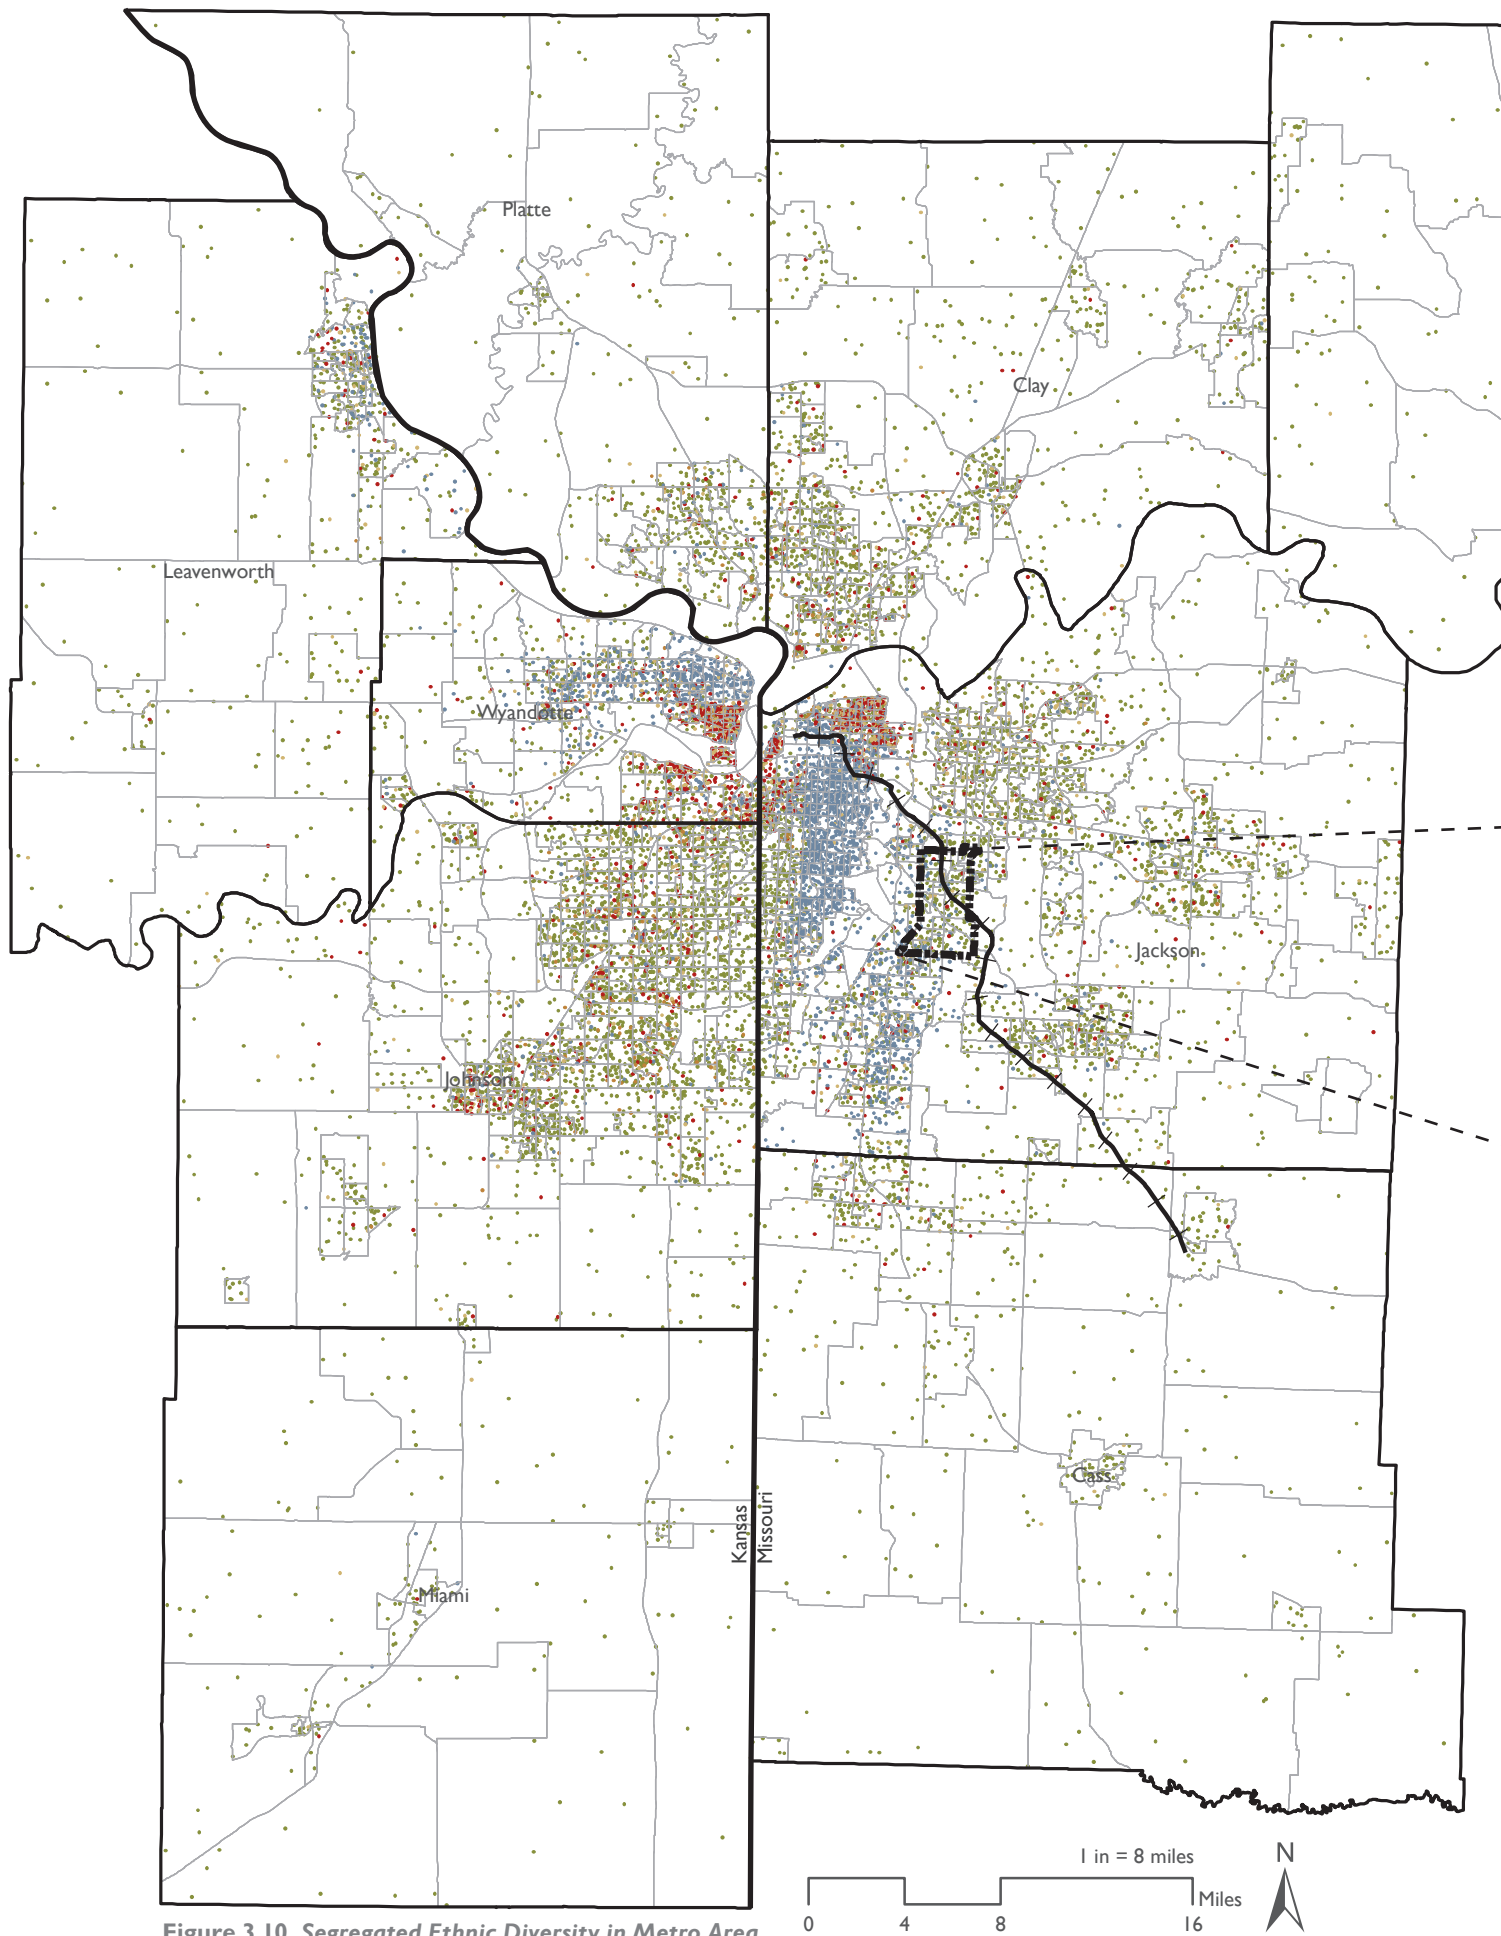 Platte
Clay
Leavenworth
Wyandotte
Jackson
Johnson
Cass
Kansas
Missouri
Miami
1 in = 8 miles
N
Miles
0 4 8 16
Figure 3.10 Segregated Ethnic Diversity in Metro Area